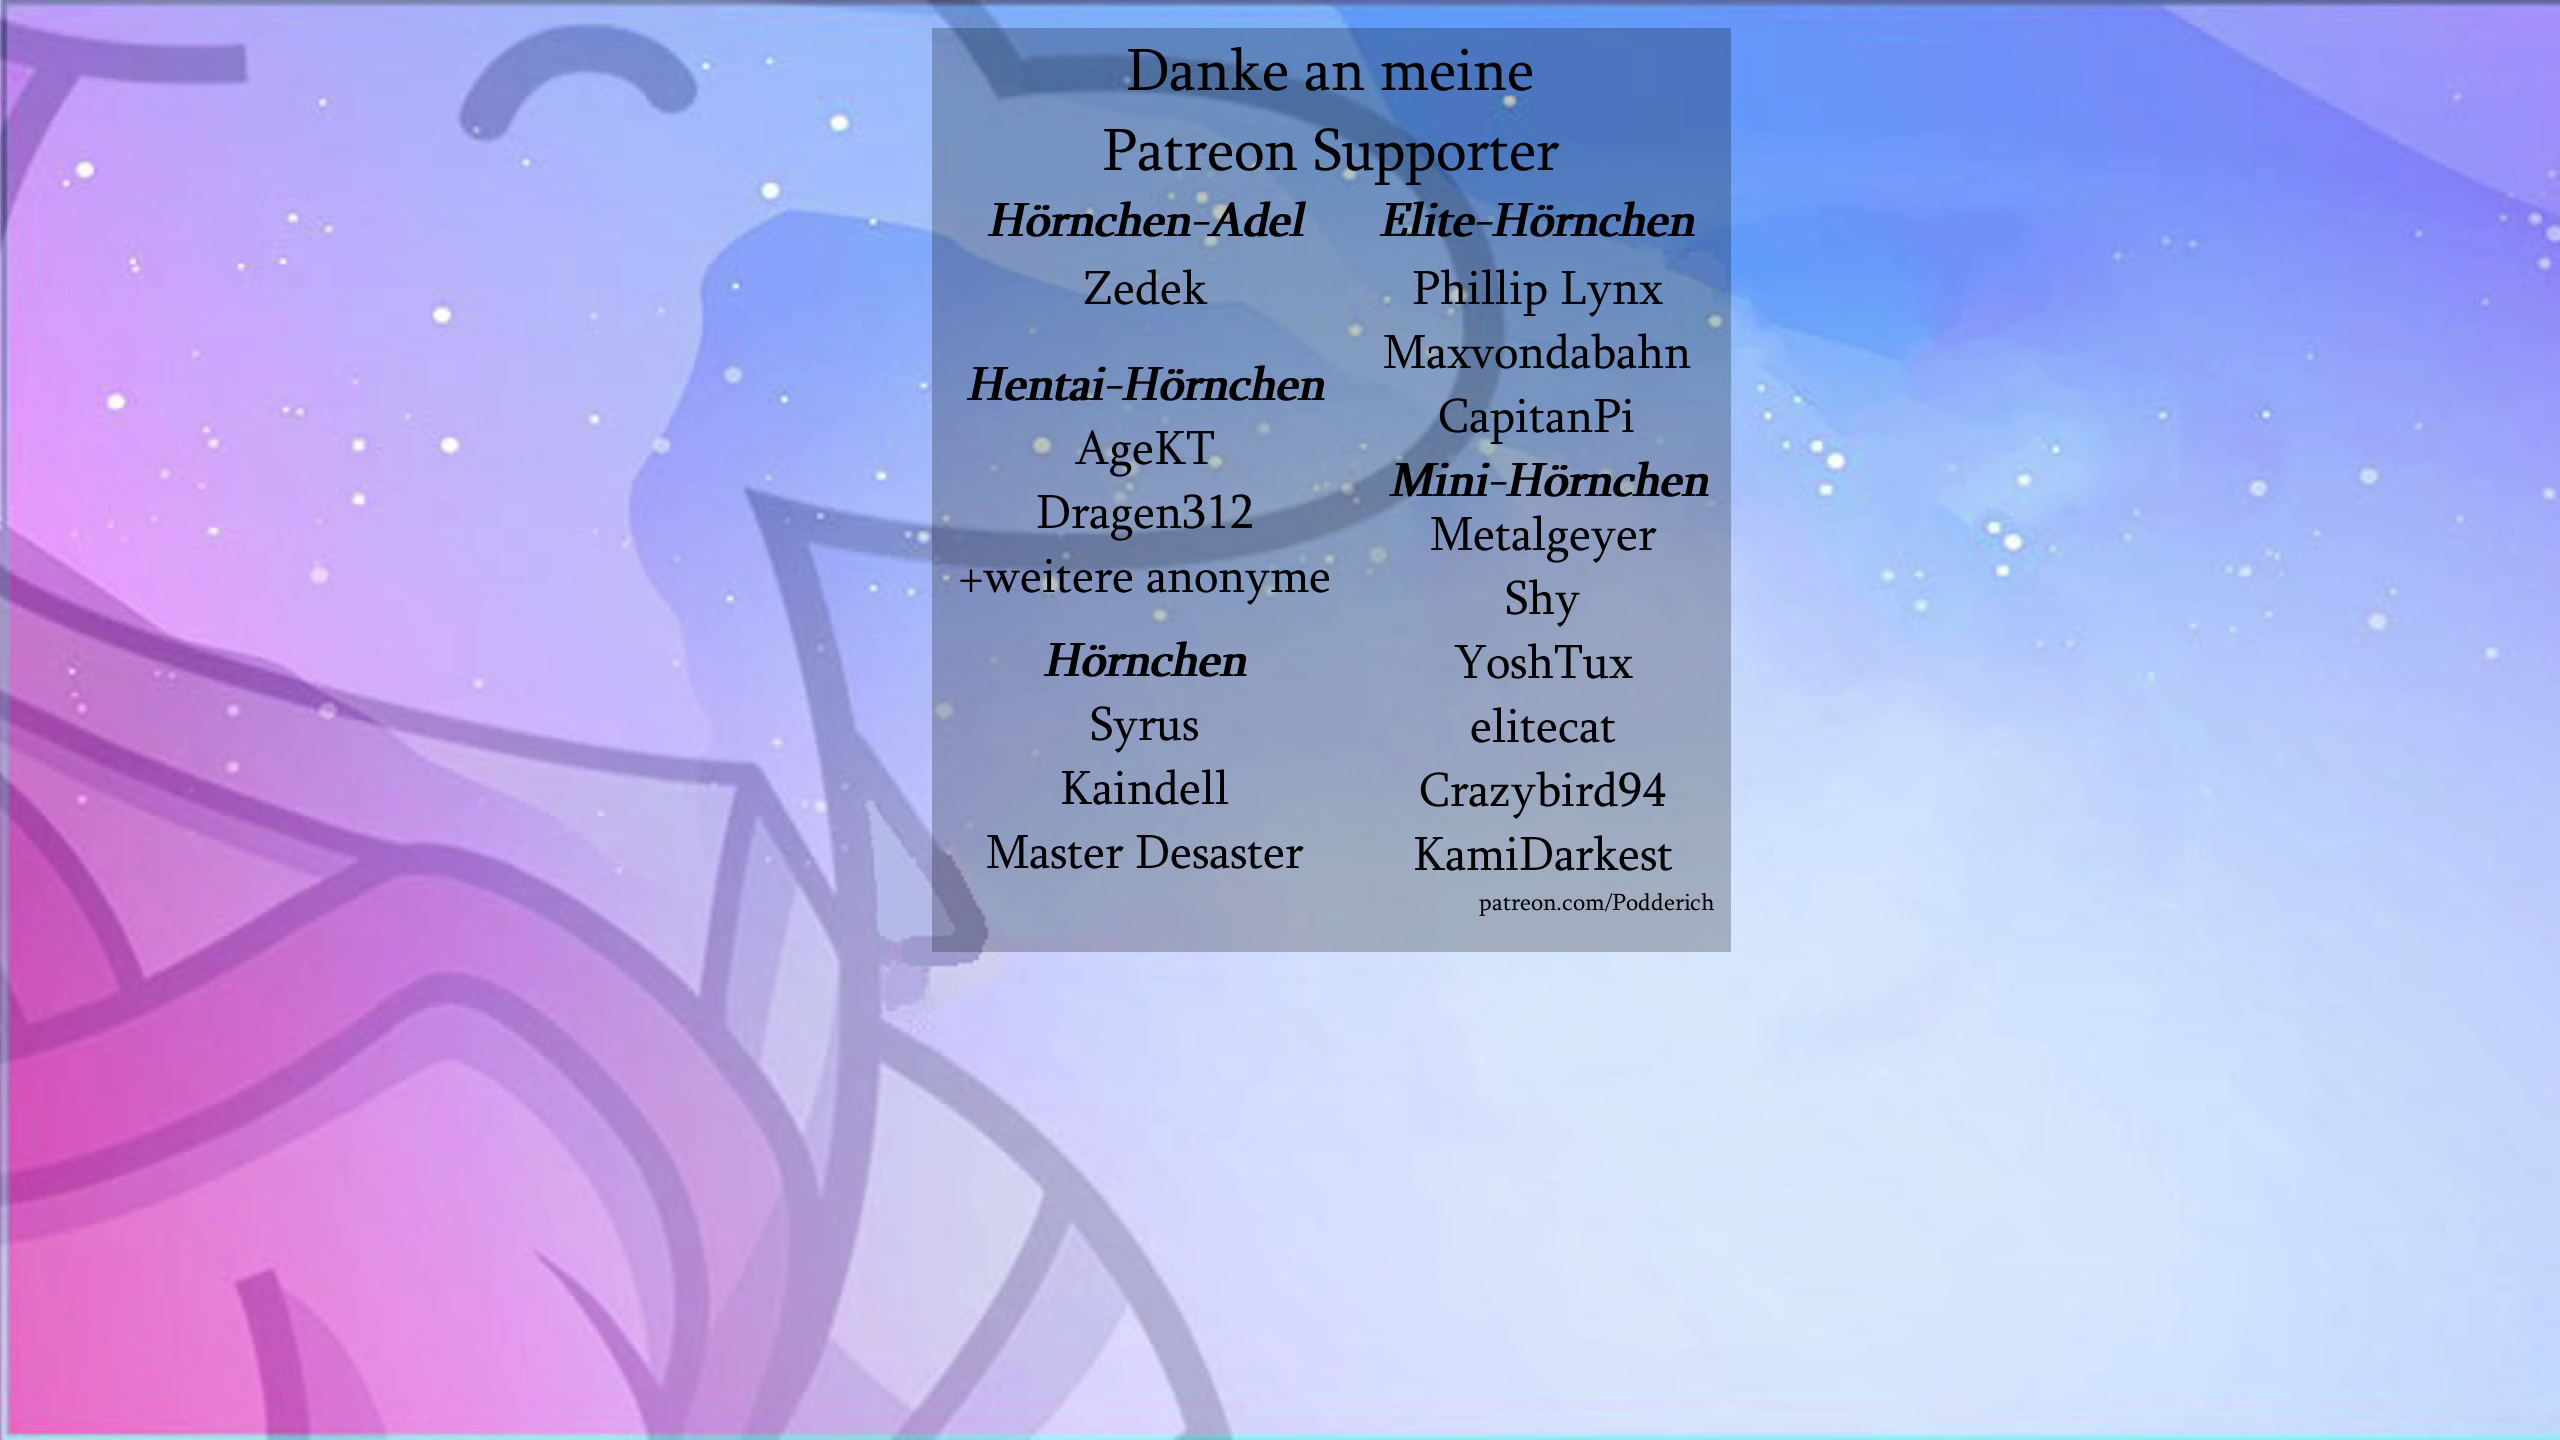 Danke an meine
Patreon Supporter
Hörnchen-Adel
Zedek
Hentai-Hörnchen
AgeKT
Dragen312
+weitere anonyme
Hörnchen
Syrus
Kaindell
Master Desaster
Elite-Hörnchen
Phillip Lynx
Maxvondabahn
CapitanPi
Mini-Hörnchen
Metalgeyer
Shy
YoshTux
elitecat
Crazybird94
KamiDarkest
patreon.com/Podderich